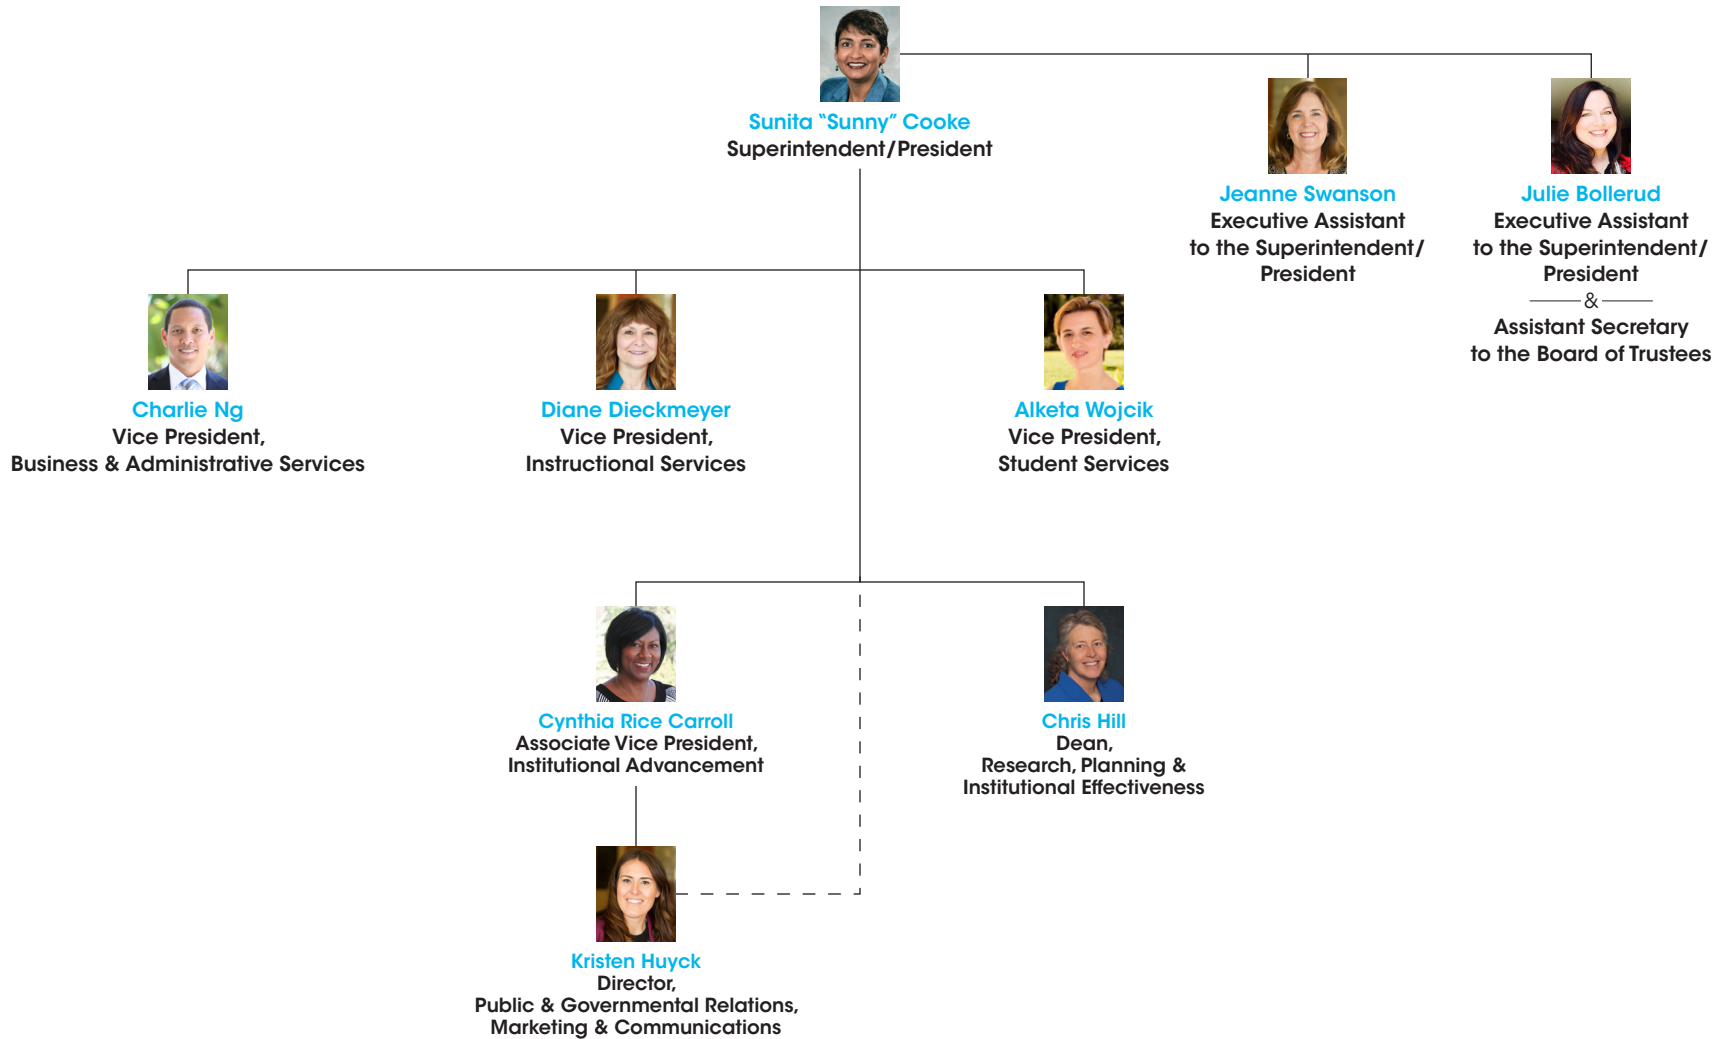 Sunita “Sunny” Cooke
Superintendent/President
Jeanne Swanson
Executive Assistant
to the Superintendent/
President
Julie Bollerud
Executive Assistant
to the Superintendent/
President
&
Assistant Secretary
to the Board of Trustees
Charlie Ng
Vice President,
Business & Administrative Services
Diane Dieckmeyer
Vice President,
Instructional Services
Alketa Wojcik
Vice President,
Student Services
Cynthia Rice Carroll
Associate Vice President,
Institutional Advancement
Chris Hill
Dean,
Research, Planning &
Institutional Effectiveness
Kristen Huyck
Director,
Public & Governmental Relations,
Marketing & Communications